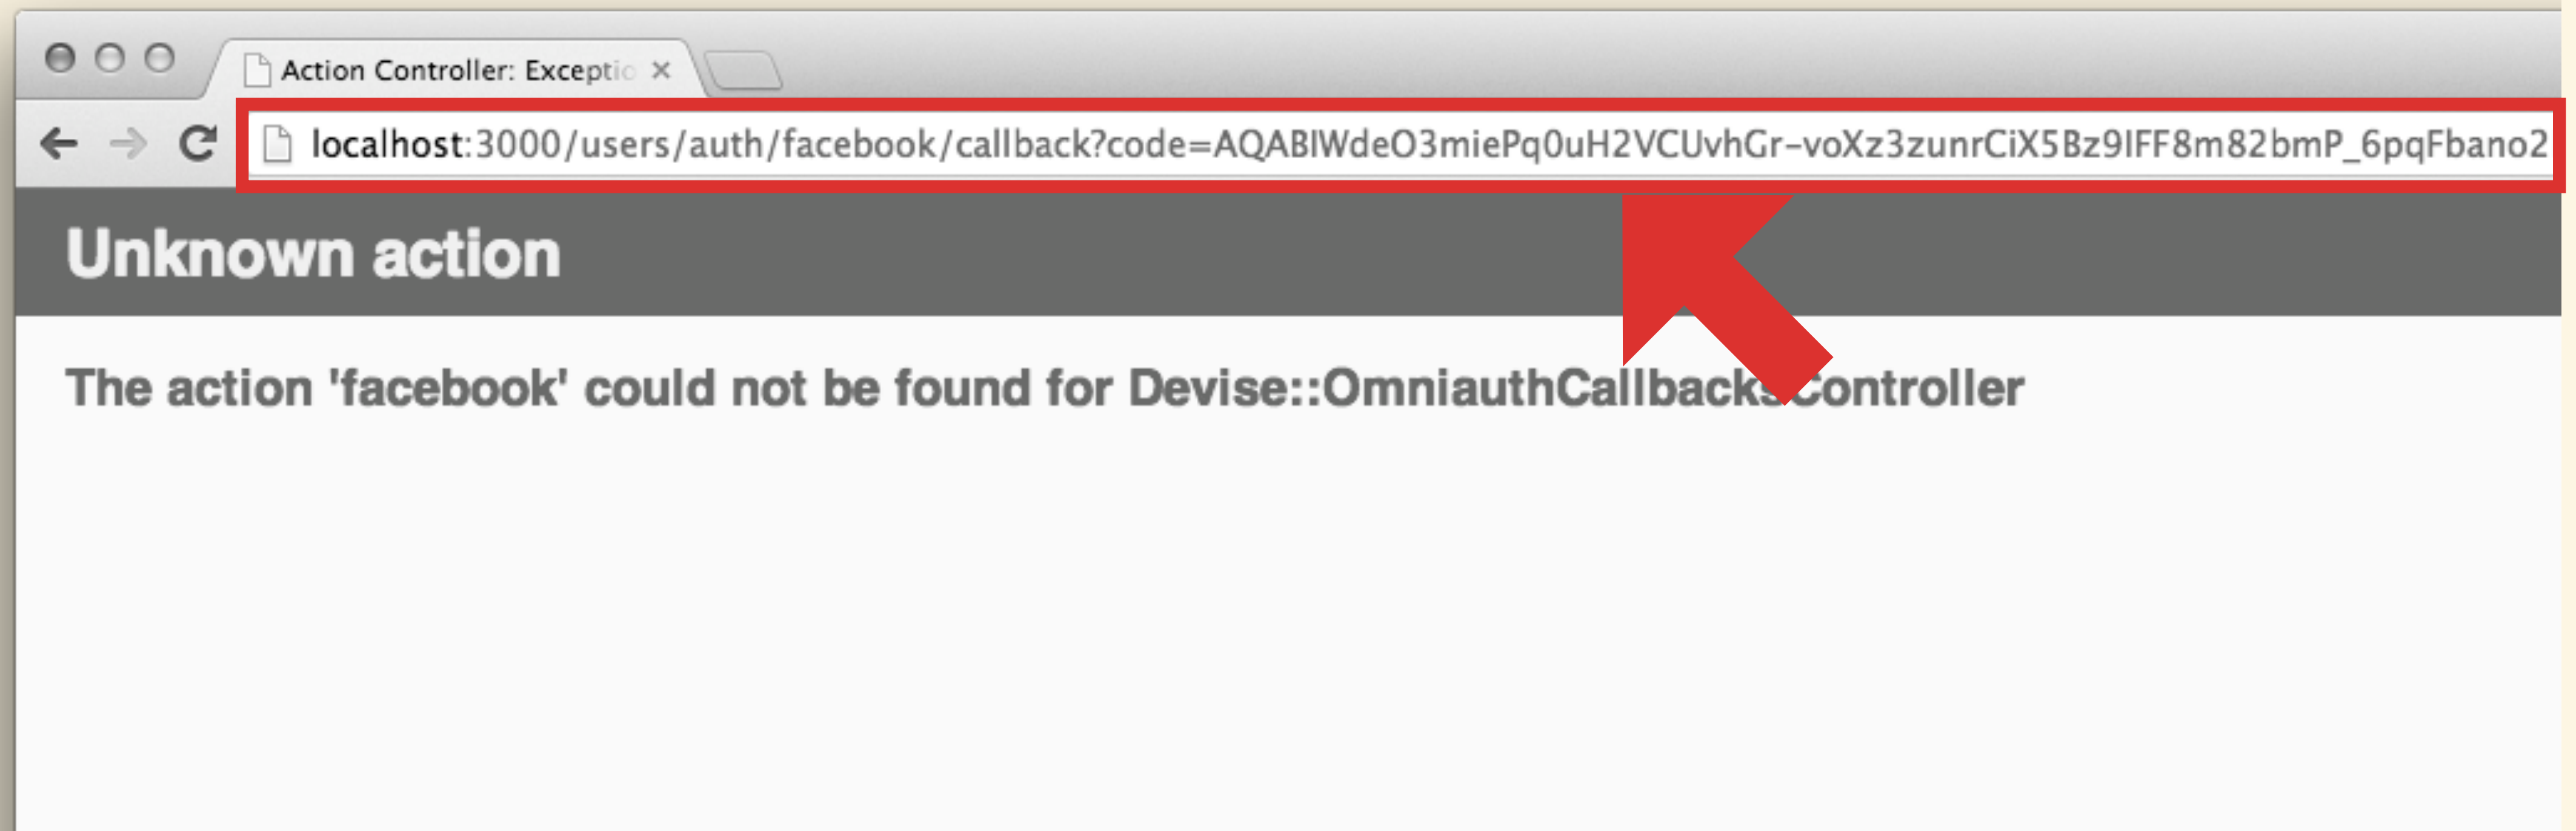 Action Controller: Exceptio
localhost:3000/users/auth/facebook/callback?code=AQABIWdeO3miePq0uH2VCUvhGr-voXz3zunrCiX5Bz9IFF8m82bmP_6pqFbano2
Unknown action
The action 'facebook' could not be found for Devise::OmniauthCallbacksController